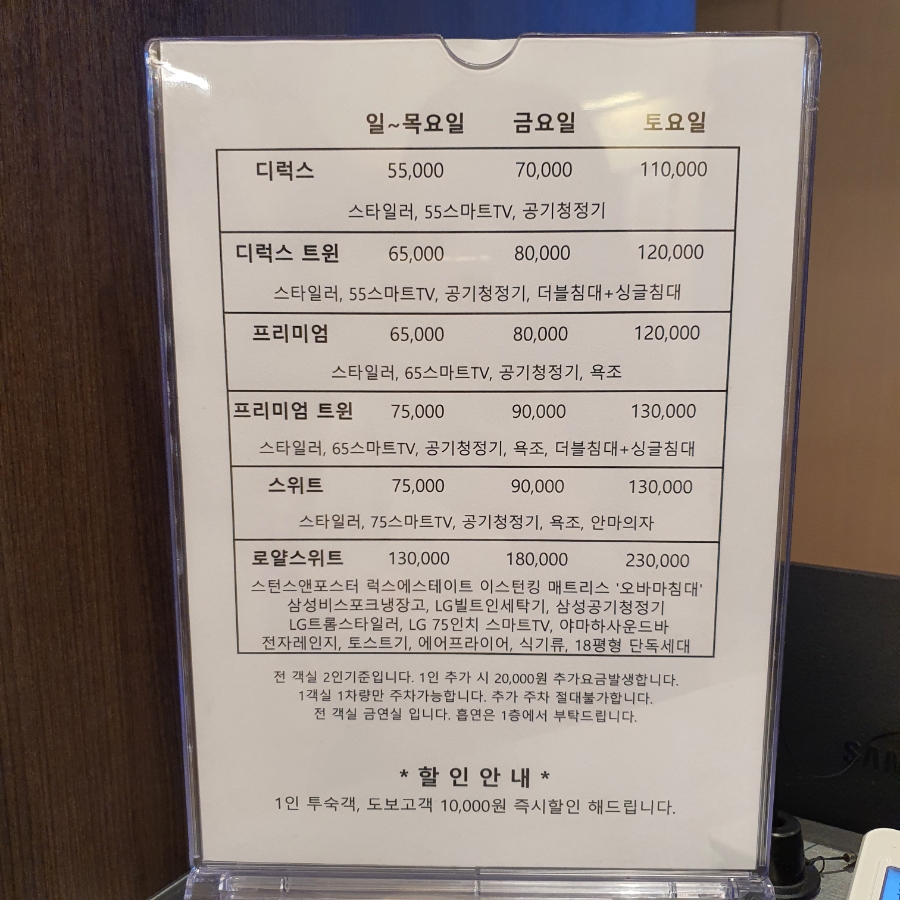 일~목요일 금요일 토요일
디럭스 55,000 70,000 110,000
스타일러, 55스마트TV, 공기청정기
디럭스 트윈 65,000 80,000 120,000
스타일러, 55스마트TV, 공기청정기, 더블침대+싱글침대
프리미엄 65,000 80,000 120,000
스타일러, 65스마트TV, 공기청정기, 욕조
프리미엄 트윈 75,000 90,000 130,000
스타일러, 65스마트TV, 공기청정기, 욕조, 더블침대+싱글침대
스위트 75,000 90,000 130,000
스타일러, 75스마트TV, 공기청정기, 욕조, 안마의자
로얄스위트 130,000 180,000 230,000
스턴스앤포스터 럭스에스테이트 이스턴킹 매트리스 '오바마침대'
삼성비스포크냉장고, LG빌트인세탁기, 삼성공기청정기
LG트롬스타일러, LG 75인치 스마트TV, 야마하사운드바
전자레인지, 토스트기, 에어프라이어, 식기류, 18평형 단독세대
전 객실 2인기준입니다. 1인 추가 시 20,000원 추가요금발생합니다.
1객실 1차량만 주차가능합니다. 추가 주차 절대불가합니다.
전 객실 금연실 입니다. 흡연은 1층에서 부탁드립니다.
* 할 인 안 내 *
1인 투숙객, 도보고객 10,000원 즉시할인 해드립니다.